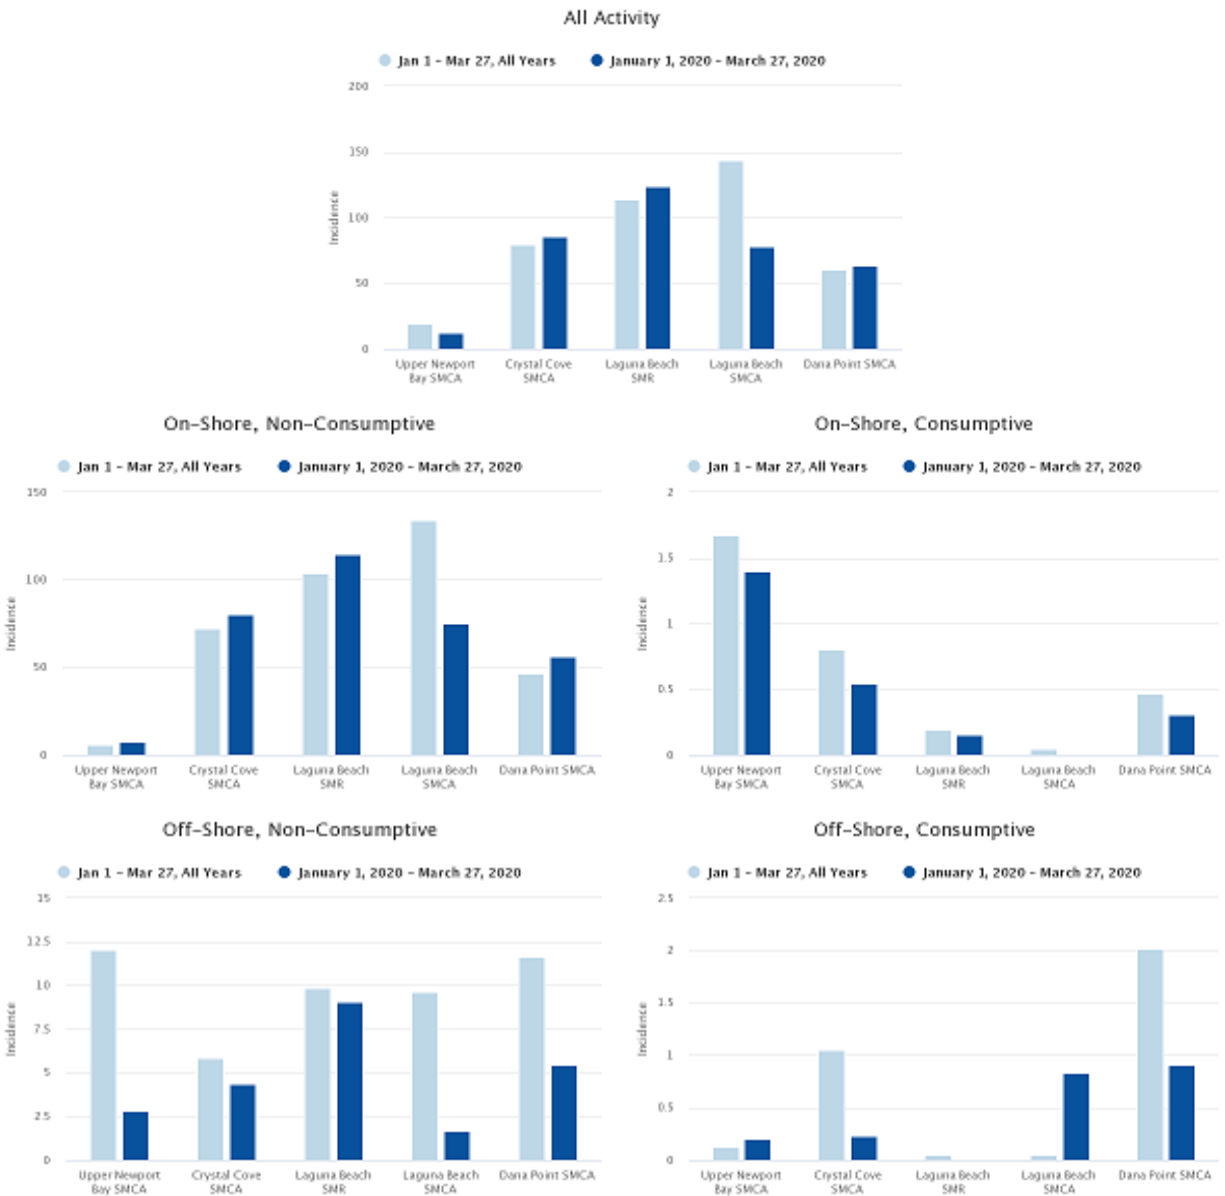 All Activity
Jan 1 - Mar 27, All Years January 1, 2020 - March 27, 2020
200
150
100
50
0
Incidence
Upper Newport Bay SMCA
Crystal Cove SMCA
Laguna Beach SMR
Laguna Beach SMCA
Dana Point SMCA
On-Shore, Non-Consumptive
Jan 1 - Mar 27, All Years January 1, 2020 - March 27, 2020
150
100
50
0
Incidence
Upper Newport Bay SMCA
Crystal Cove SMCA
Laguna Beach SMR
Laguna Beach SMCA
Dana Point SMCA
On-Shore, Consumptive
Jan 1 - Mar 27, All Years January 1, 2020 - March 27, 2020
2
1.5
1
0.5
0
Incidence
Upper Newport Bay SMCA
Crystal Cove SMCA
Laguna Beach SMR
Laguna Beach SMCA
Dana Point SMCA
Off-Shore, Non-Consumptive
Jan 1 - Mar 27, All Years January 1, 2020 - March 27, 2020
15
12.5
10
7.5
5
2.5
0
Incidence
Upper Newport Bay SMCA
Crystal Cove SMCA
Laguna Beach SMR
Laguna Beach SMCA
Dana Point SMCA
Off-Shore, Consumptive
Jan 1 - Mar 27, All Years January 1, 2020 - March 27, 2020
2.5
2
1.5
1
0.5
0
Incidence
Upper Newport Bay SMCA
Crystal Cove SMCA
Laguna Beach SMR
Laguna Beach SMCA
Dana Point SMCA